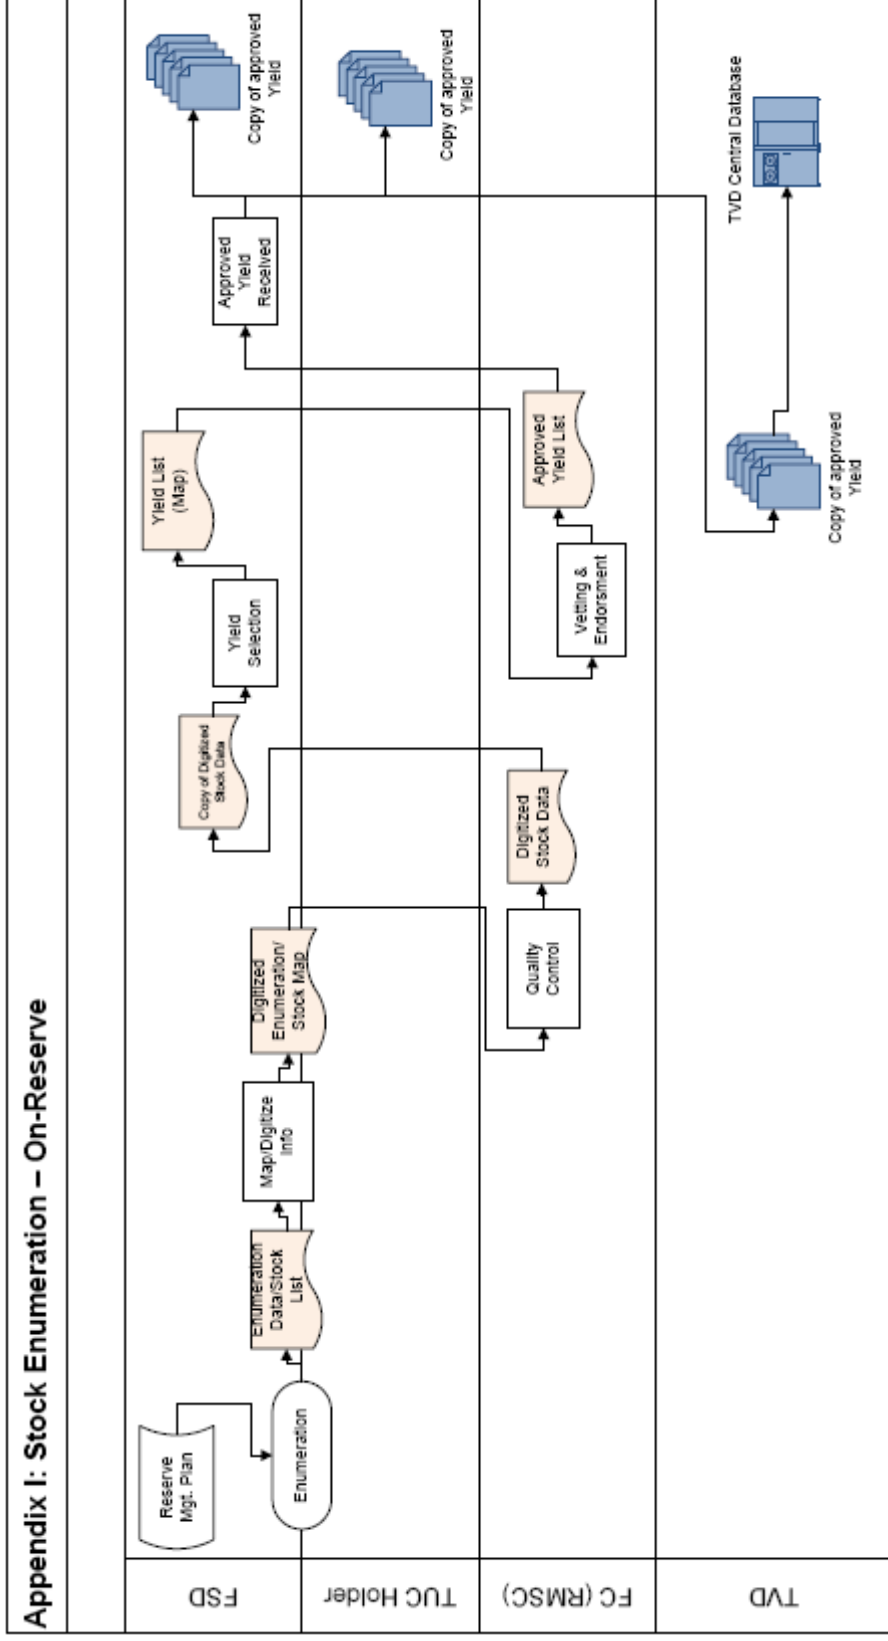 Appendix I: Stock Enumeration – On-Reserve
FSD
Reserve
Mgt. Plan
Enumeration
Enumeration
Data/Stock
List
Map/Digitize
Info
Digitized
Enumeration/
Stock Map
Copy of Digitized
Stock Data
Yield
Selection
Yield List
(Map)
Approved
Yield
Received
Copy of approved
Yield
TUC Holder
Copy of approved
Yield
FC (RMSC)
Quality
Control
Digitized
Stock Data
Vetting &
Endorsment
Approved
Yield List
TVD
Copy of approved
Yield
TVD Central Database